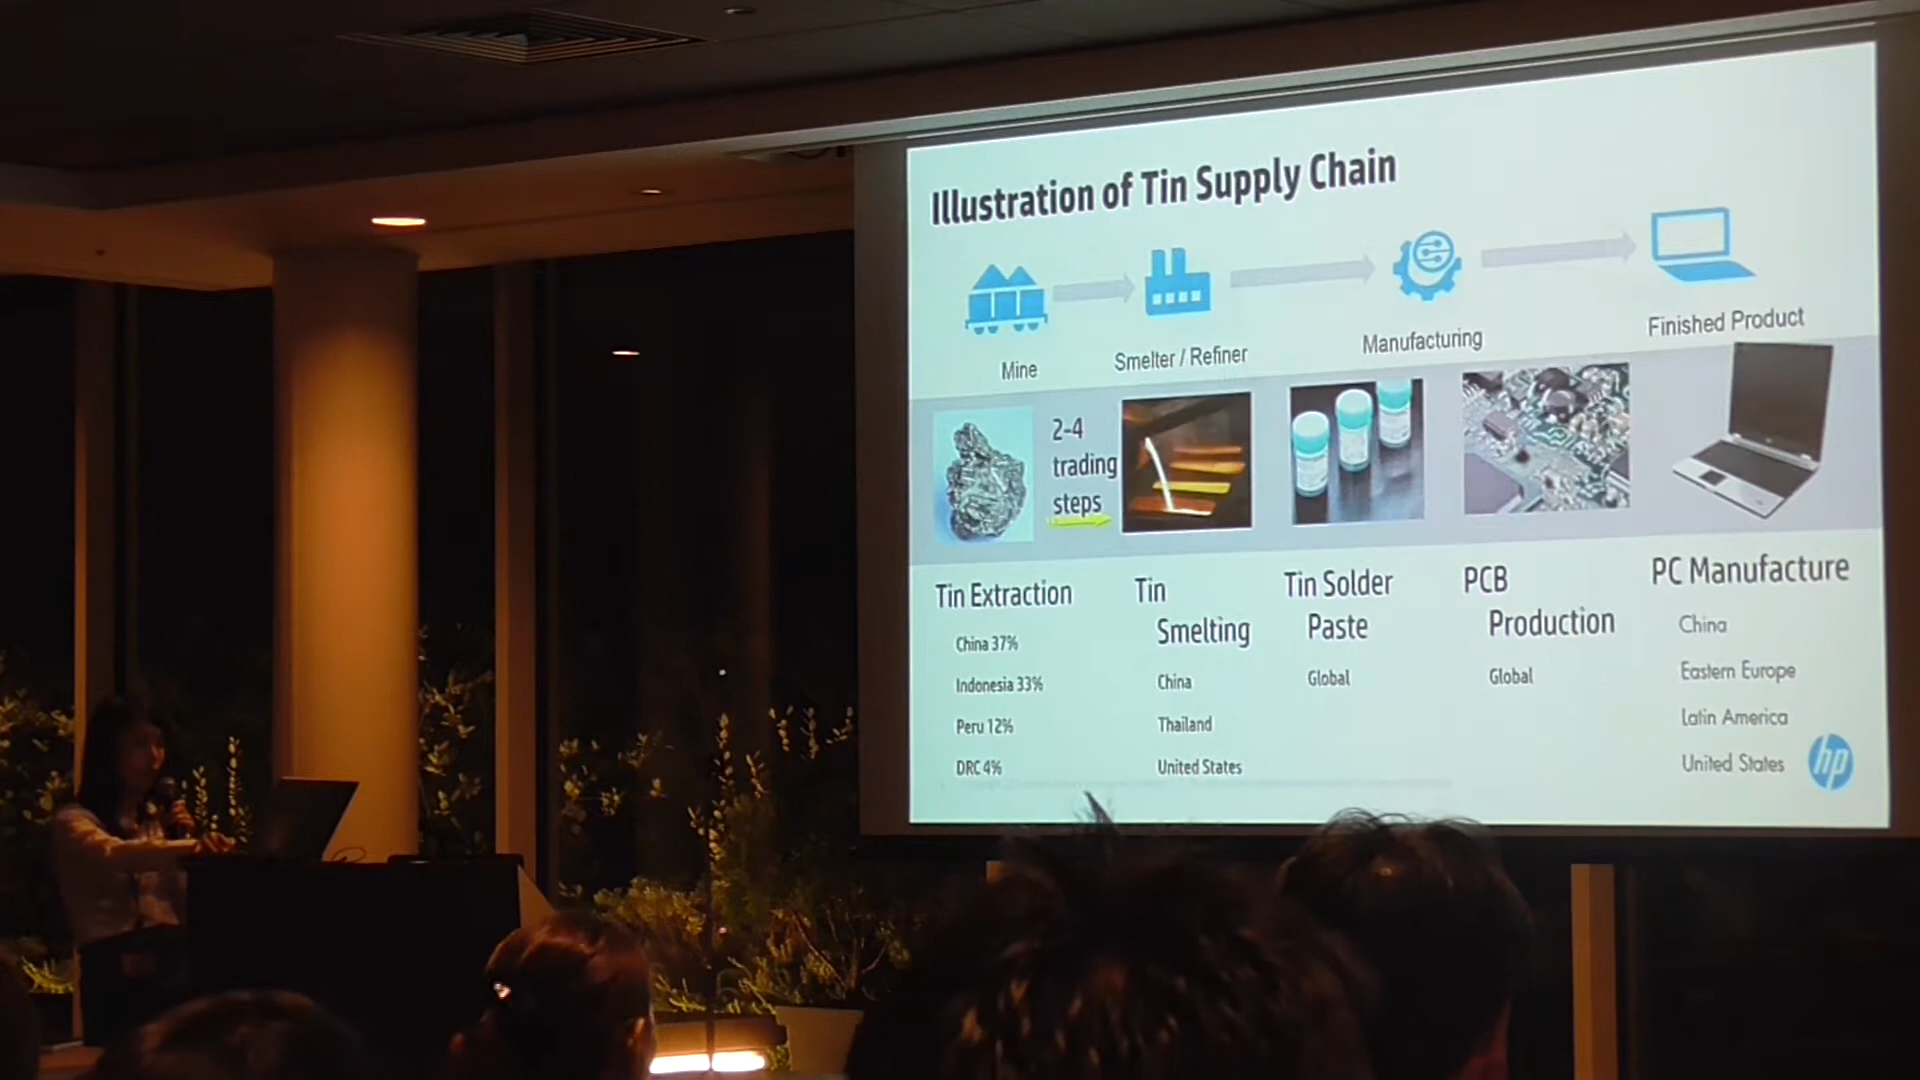 Illustration of Tin Supply Chain
Mine
Smelter / Refiner
Manufacturing
Finished Product
2-4
trading
steps
Tin Extraction
China 37%
Indonesia 33%
Peru 12%
DRC 4%
Tin
Smelting
China
Thailand
United States
Tin Solder
Paste
Global
PCB
Production
Global
PC Manufacture
China
Eastern Europe
Latin America
United States
hp